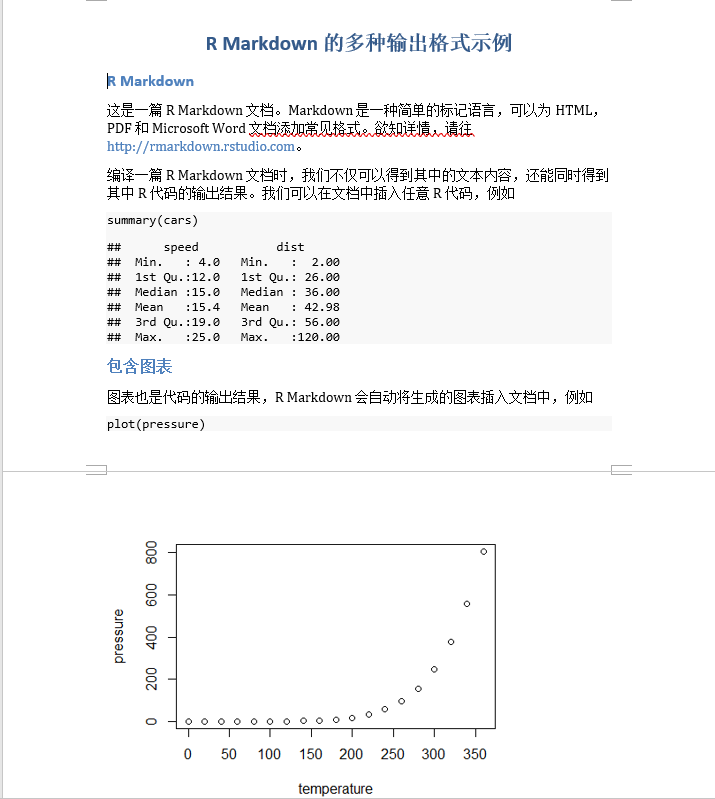 R Markdown 的多种输出格式示例
R Markdown
这是一篇 R Markdown 文档。Markdown 是一种简单的标记语言，可以为 HTML，
PDF 和 Microsoft Word 文档添加常见格式。欲知详情，请往
http://rmarkdown.rstudio.com。
编译一篇 R Markdown 文档时，我们不仅可以得到其中的文本内容，还能同时得到
其中 R 代码的输出结果。我们可以在文档中插入任意 R 代码，例如
summary(cars)
##      speed           dist
##  Min.   : 4.0   Min.   :  2.00
##  1st Qu.:12.0   1st Qu.: 26.00
##  Median :15.0   Median : 36.00
##  Mean   :15.4   Mean   : 42.98
##  3rd Qu.:19.0   3rd Qu.: 56.00
##  Max.   :25.0   Max.   :120.00
包含图表
图表也是代码的输出结果，R Markdown 会自动将生成的图表插入文档中，例如
plot(pressure)
800
600
400
200
0
pressure
0 50 100 150 200 250 300 350
temperature